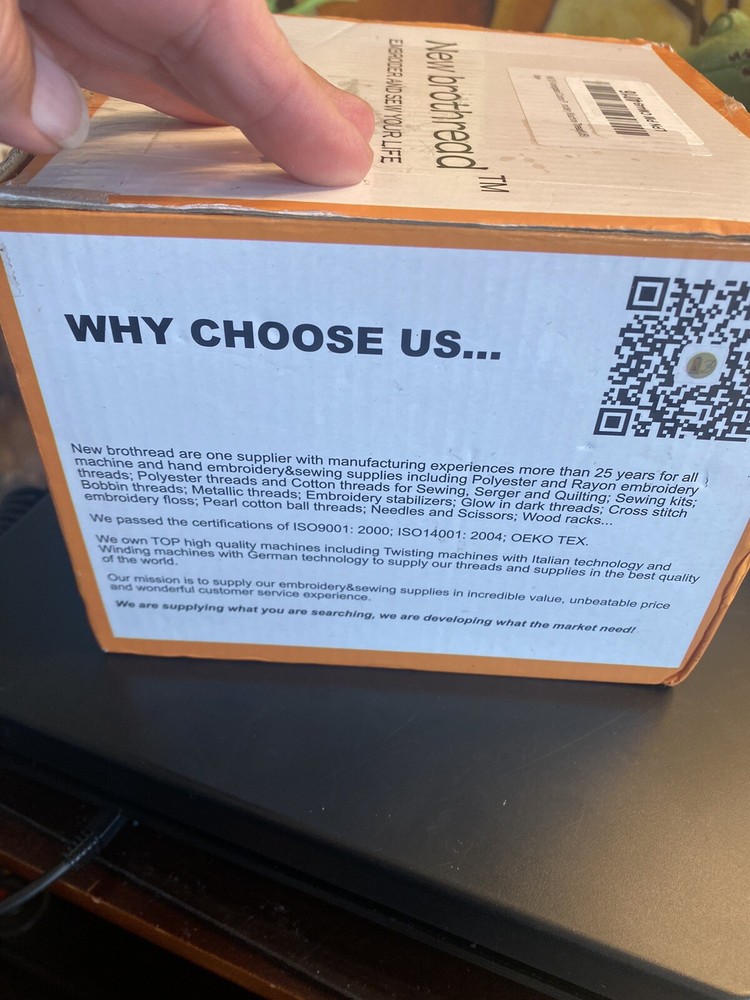 New brothread™
EMBROIDER AND SEW YOUR LIFE
WHY CHOOSE US...
New brothread are one supplier with manufacturing experiences more than 25 years for all
machine and hand embroidery&sewing supplies including Polyester and Rayon embroidery
threads; Polyester threads and Cotton threads for Sewing, Serger and Quilting; Sewing kits;
Bobbin threads; Metallic threads; Embroidery stabilizers; Glow in dark threads; Cross stitch
embroidery floss; Pearl cotton ball threads; Needles and Scissors; Wood racks...
We passed the certifications of ISO9001: 2000; ISO14001: 2004; OEKO TEX.
We own TOP high quality machines including Twisting machines with Italian technology and
Winding machines with German technology to supply our threads and supplies in the best quality
of the world.
Our mission is to supply our embroidery&sewing supplies in incredible value, unbeatable price
and wonderful customer service experience.
We are supplying what you are searching, we are developing what the market need!